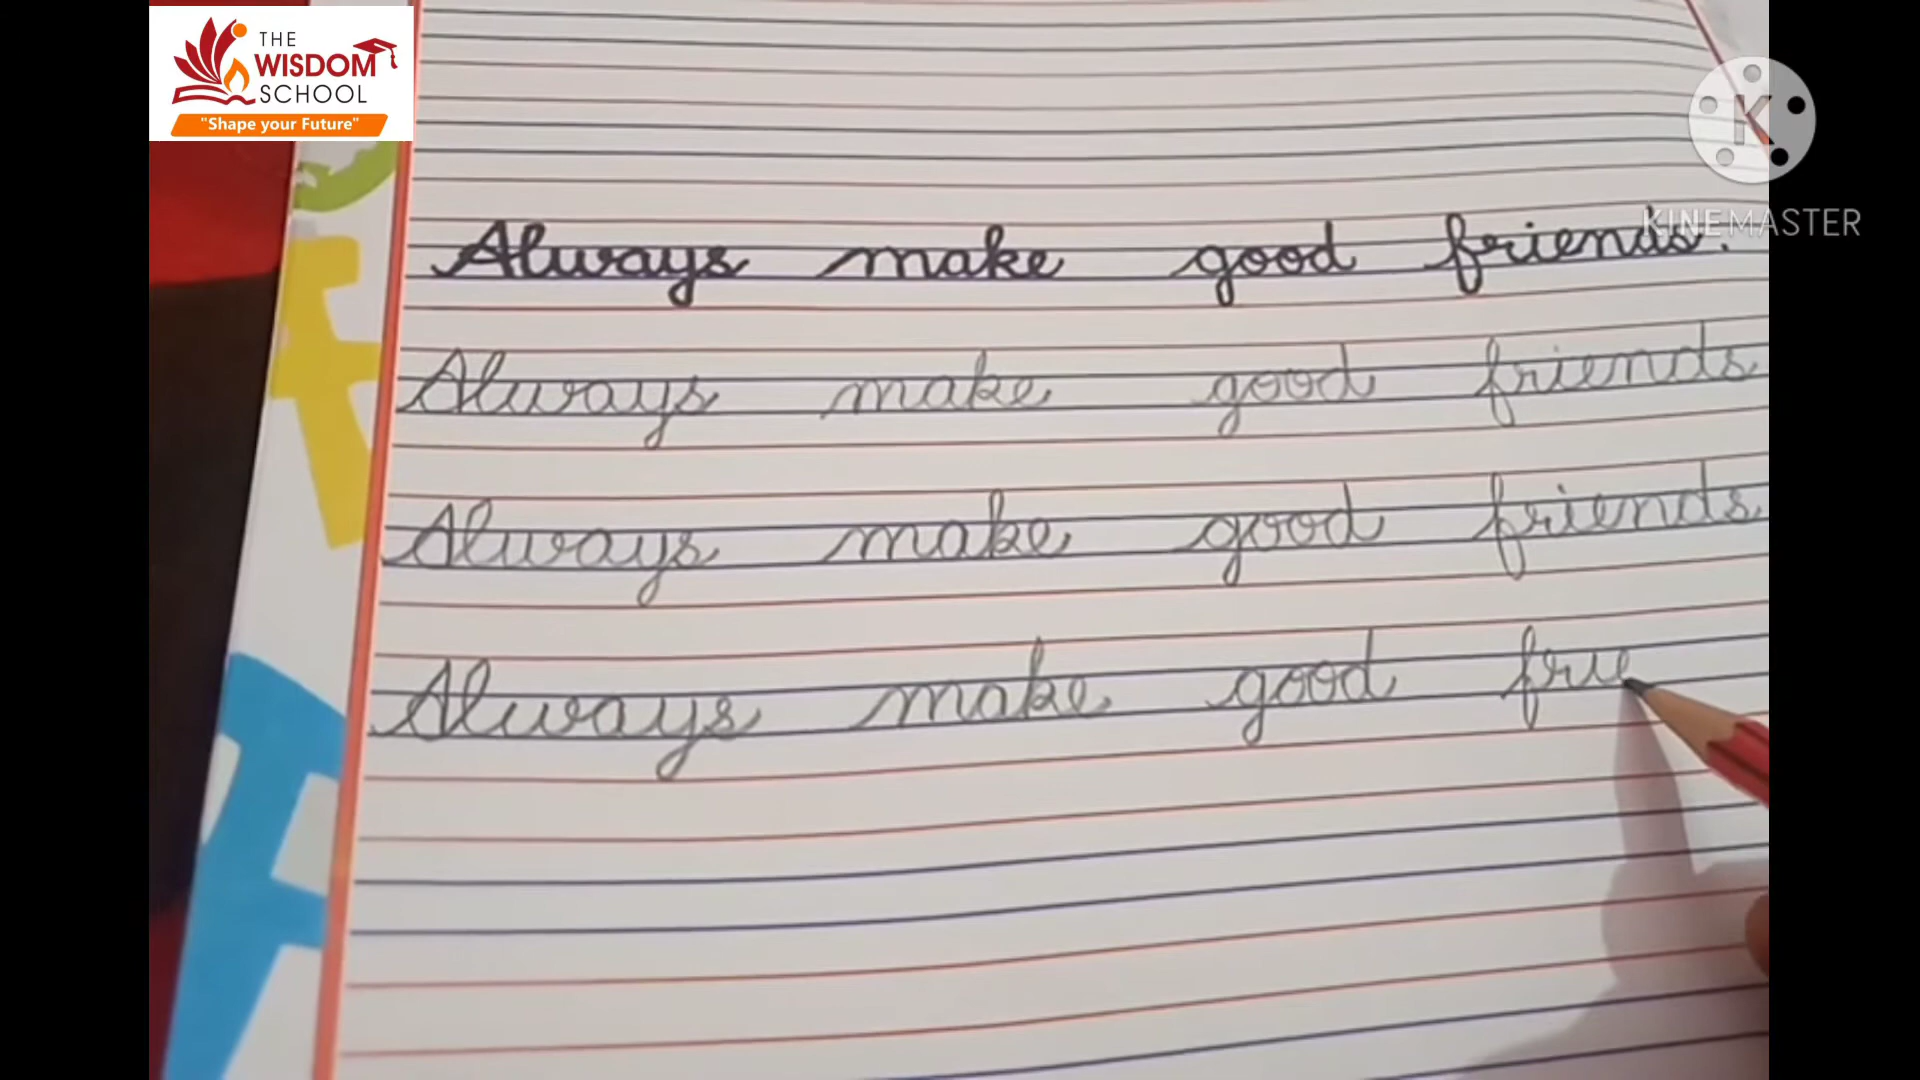 THE
WISDOM
SCHOOL
"Shape your Future"
K
KINEMASTER
Always make good friends.
Always make good friends
Always make good friends
Always make good frie